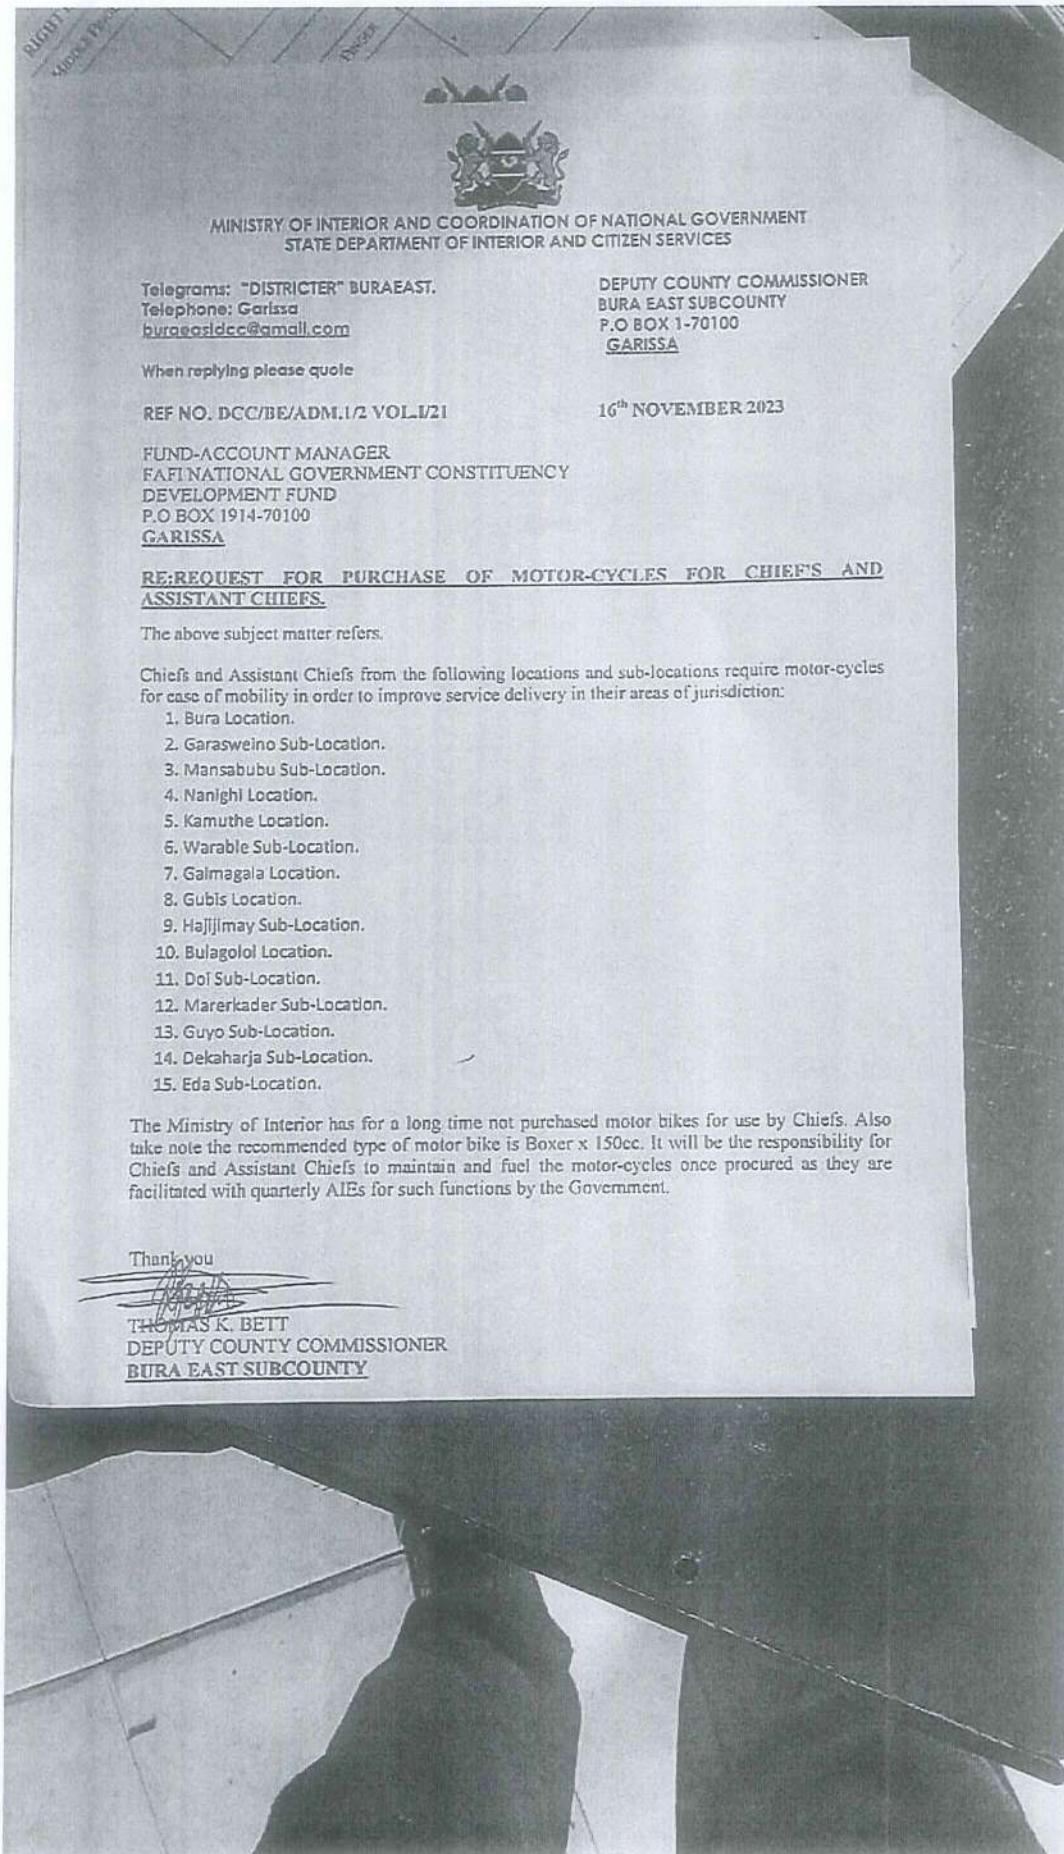 RIGHT
MIDDLE
FINGER
MINISTRY OF INTERIOR AND COORDINATION OF NATIONAL GOVERNMENT
STATE DEPARTMENT OF INTERIOR AND CITIZEN SERVICES
Telegrams: "DISTRICTER" BURAEAST.
Telephone: Garissa
buraeastdcc@gmail.com
When replying please quote
DEPUTY COUNTY COMMISSIONER
BURA EAST SUBCOUNTY
P.O BOX 1-70100
GARISSA
REF NO. DCC/BE/ADM.1/2 VOL.I/21
16th NOVEMBER 2023
FUND-ACCOUNT MANAGER
FAFI NATIONAL GOVERNMENT CONSTITUENCY
DEVELOPMENT FUND
P.O BOX 1914-70100
GARISSA
RE:REQUEST FOR PURCHASE OF MOTOR-CYCLES FOR CHIEF'S AND
ASSISTANT CHIEFS.
The above subject matter refers.
Chiefs and Assistant Chiefs from the following locations and sub-locations require motor-cycles
for ease of mobility in order to improve service delivery in their areas of jurisdiction:
1. Bura Location.
2. Garasweino Sub-Location.
3. Mansabubu Sub-Location.
4. Nanighi Location.
5. Kamuthe Location.
6. Warable Sub-Location.
7. Galmagala Location.
8. Gubis Location.
9. Hajijimay Sub-Location.
10. Bulagolol Location.
11. Doi Sub-Location.
12. Marerkader Sub-Location.
13. Guyo Sub-Location.
14. Dekaharja Sub-Location.
15. Eda Sub-Location.
The Ministry of Interior has for a long time not purchased motor bikes for use by Chiefs. Also
take note the recommended type of motor bike is Boxer x 150cc. It will be the responsibility for
Chiefs and Assistant Chiefs to maintain and fuel the motor-cycles once procured as they are
facilitated with quarterly AIEs for such functions by the Government.
Thank you
THOMAS K. BETT
DEPUTY COUNTY COMMISSIONER
BURA EAST SUBCOUNTY